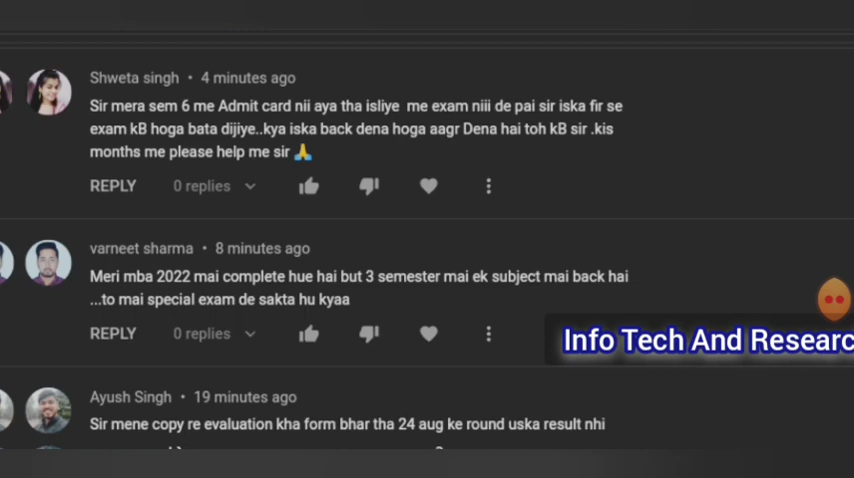 Shweta singh • 4 minutes ago
Sir mera sem 6 me Admit card nii aya tha isliye me exam niii de pai sir iska fir se
exam kB hoga bata dijiye..kya iska back dena hoga aagr Dena hai toh kB sir .kis
months me please help me sir 🙏
REPLY 0 replies
varneet sharma • 8 minutes ago
Meri mba 2022 mai complete hue hai but 3 semester mai ek subject mai back hai
...to mai special exam de sakta hu kyaa
REPLY 0 replies
Info Tech And Researc
Ayush Singh • 19 minutes ago
Sir mene copy re evaluation kha form bhar tha 24 aug ke round uska result nhi